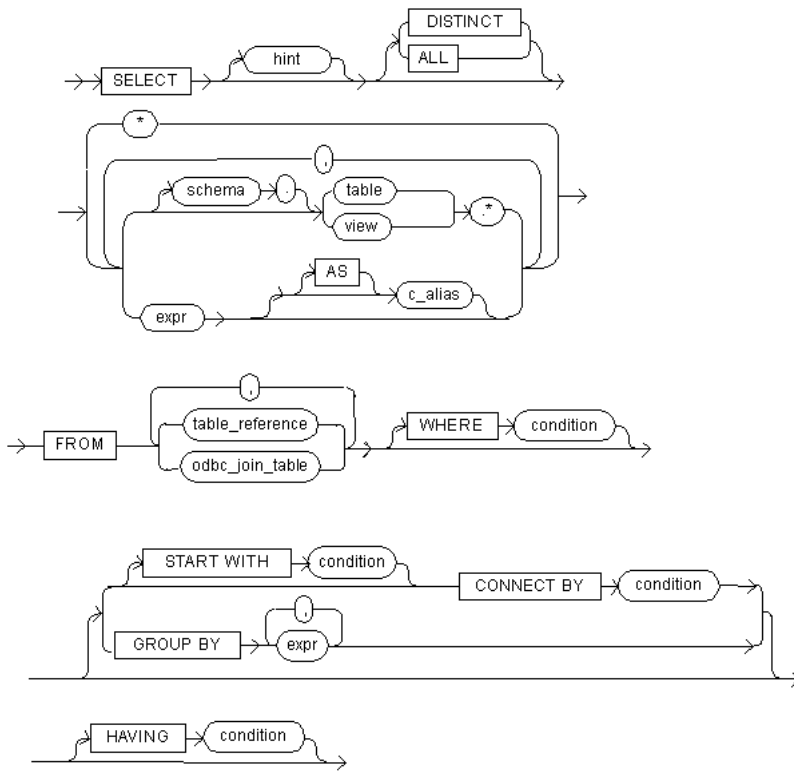 DISTINCT
hint
ALL
SELECT
*
,
schema . table
view .*
AS
expr c_alias
,
table_reference WHERE condition
FROM
odbc_join_table
START WITH condition
CONNECT BY condition
,
GROUP BY expr
HAVING condition